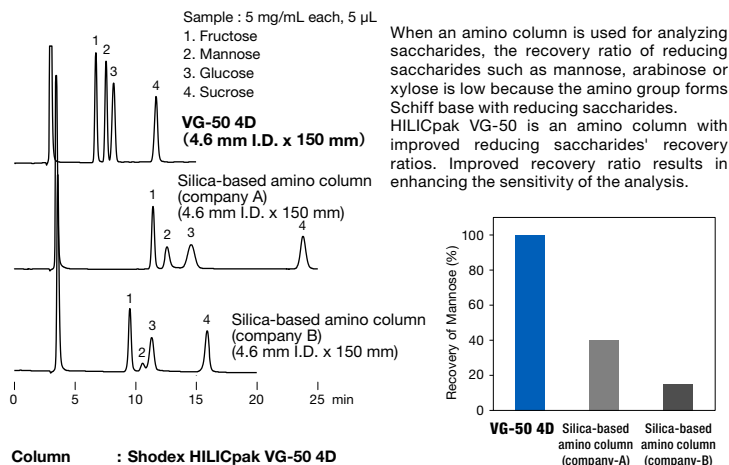 Sample : 5 mg/mL each, 5 µL
1. Fructose
2. Mannose
3. Glucose
4. Sucrose
VG-50 4D
(4.6 mm I.D. x 150 mm)
1
2
3
4
Silica-based amino column
(company A)
(4.6 mm I.D. x 150 mm)
1
2
3
4
Silica-based amino column
(company B)
(4.6 mm I.D. x 150 mm)
1
2
3
4
0 5 10 15 20 25 min
When an amino column is used for analyzing
saccharides, the recovery ratio of reducing
saccharides such as mannose, arabinose or
xylose is low because the amino group forms
Schiff base with reducing saccharides.
HILICpak VG-50 is an amino column with
improved reducing saccharides' recovery
ratios. Improved recovery ratio results in
enhancing the sensitivity of the analysis.
Recovery of Mannose (%)
100
80
60
40
20
0
VG-50 4D
Silica-based
amino column
(company-A)
Silica-based
amino column
(company-B)
Column : Shodex HILICpak VG-50 4D